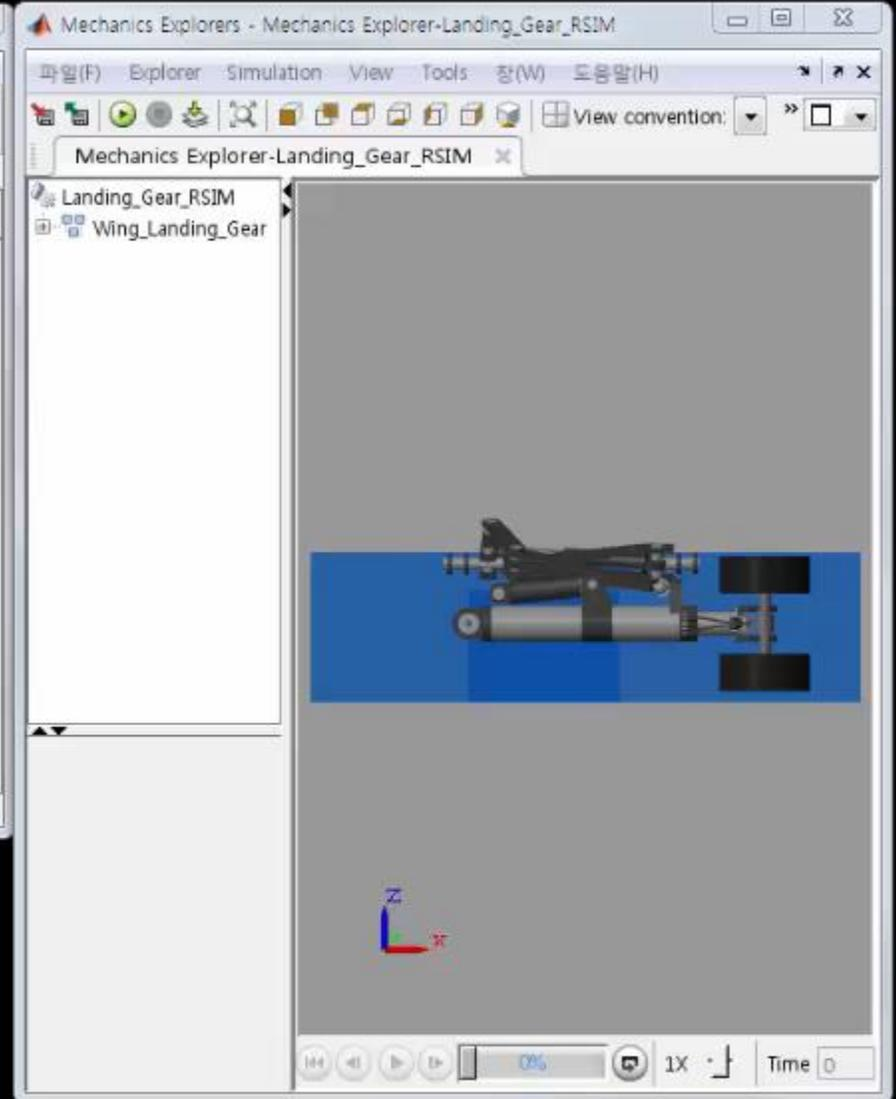 Mechanics Explorers - Mechanics Explorer-Landing_Gear_RSIM
파일(F) Explorer Simulation View Tools 창(W) 도움말(H)
View convention:
Mechanics Explorer-Landing_Gear_RSIM
Landing_Gear_RSIM
Wing_Landing_Gear
Z
X
0% 1X Time 0